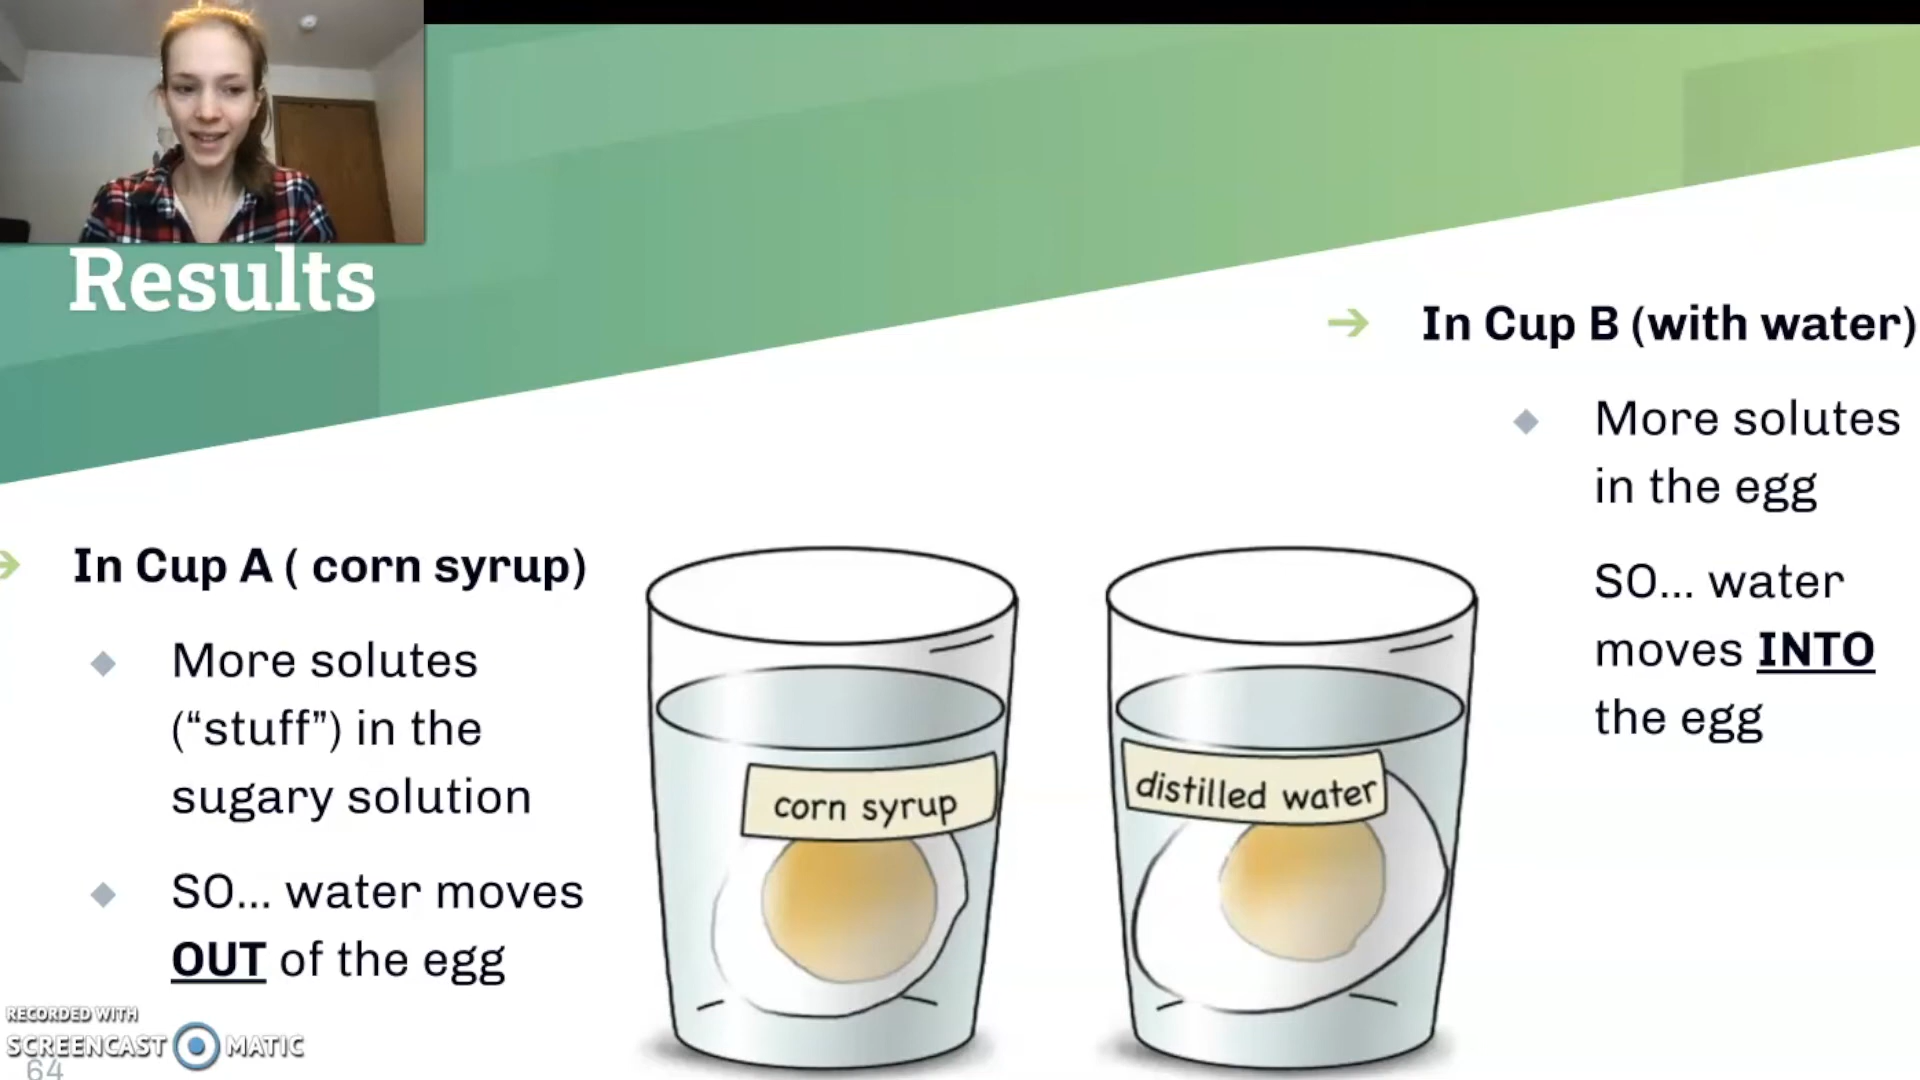 Results
In Cup A ( corn syrup)
More solutes
(“stuff”) in the
sugary solution
SO... water moves
OUT of the egg
corn syrup
distilled water
In Cup B (with water)
More solutes
in the egg
SO... water
moves INTO
the egg
RECORDED WITH
SCREENCAST MATIC
64